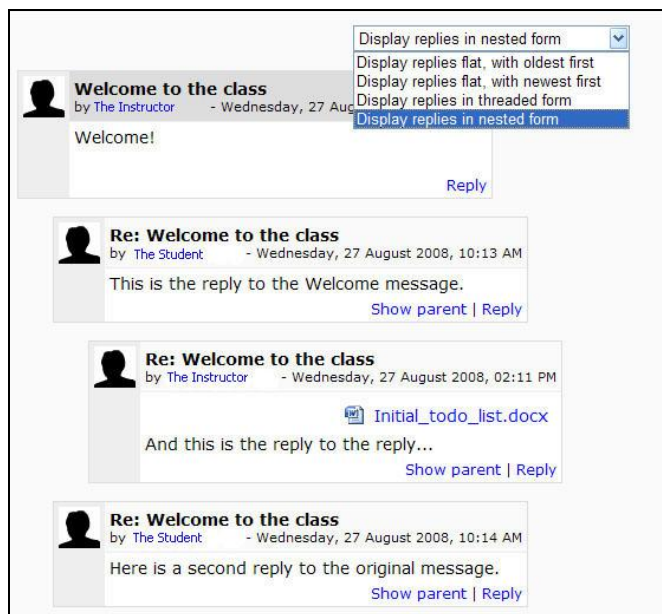 Display replies in nested form
Display replies flat, with oldest first
Display replies flat, with newest first
Display replies in threaded form
Display replies in nested form
Welcome to the class
by The Instructor - Wednesday, 27
Welcome!
Reply
Re: Welcome to the class
by The Student - Wednesday, 27 August 2008, 10:13 AM
This is the reply to the Welcome message.
Show parent | Reply
Re: Welcome to the class
by The Instructor - Wednesday, 27 August 2008, 02:11 PM
Initial_todo_list.docx
And this is the reply to the reply...
Show parent | Reply
Re: Welcome to the class
by The Student - Wednesday, 27 August 2008, 10:14 AM
Here is a second reply to the original message.
Show parent | Reply